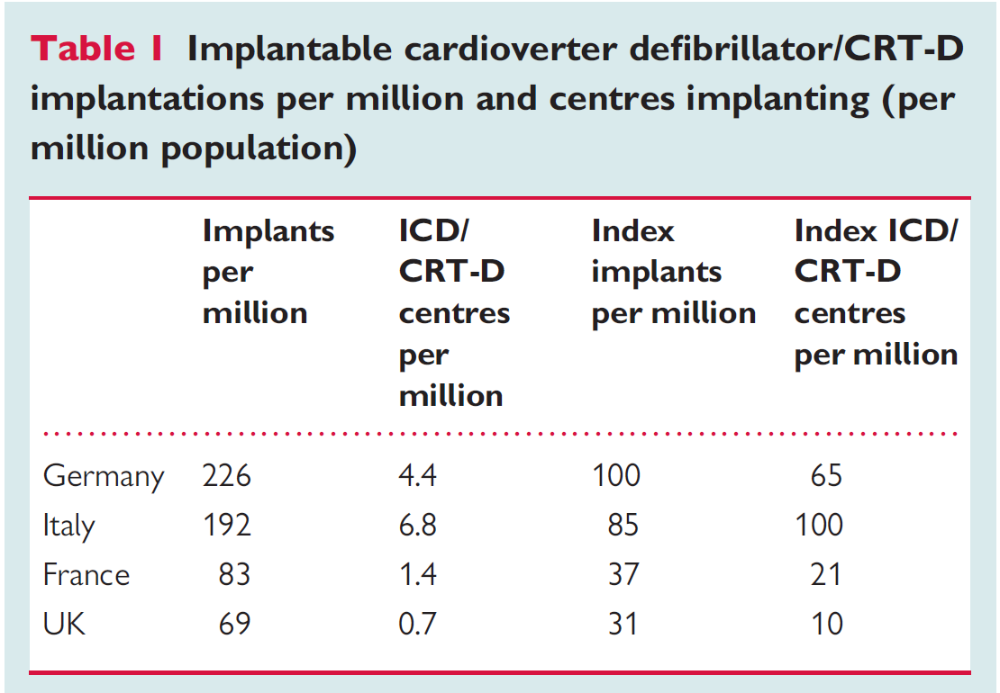 Table 1 Implantable cardioverter defibrillator/CRT-D
implantations per million and centres implanting (per
million population)
Implants per million ICD/ CRT-D centres per million Index implants per million Index ICD/ CRT-D centres per million
Germany 226 4.4 100 65
Italy 192 6.8 85 100
France 83 1.4 37 21
UK 69 0.7 31 10